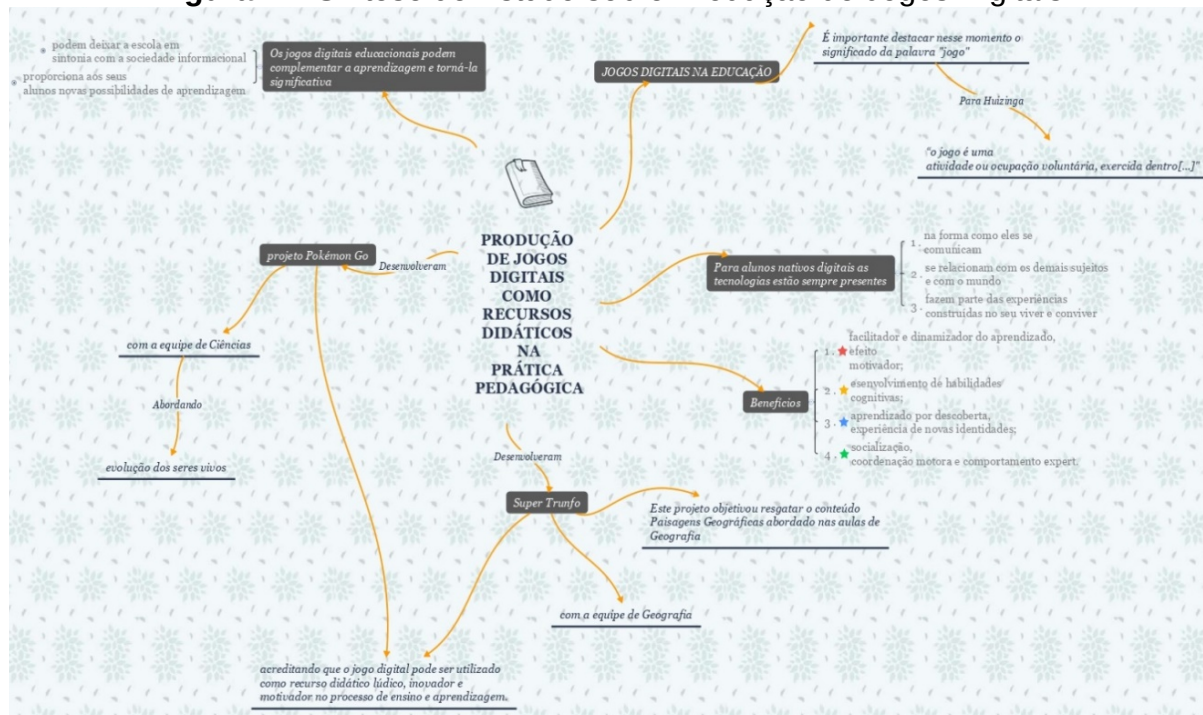 podem deixar a escola em
sintonia com a sociedade informacional
proporciona aos seus
alunos novas possibilidades de aprendizagem
Os jogos digitais educacionais podem
complementar a aprendizagem e torná-la
significativa
JOGOS DIGITAIS NA EDUCAÇÃO
É importante destacar nesse momento o
significado da palavra "jogo"
Para Huizinga
"o jogo é uma
atividade ou ocupação voluntária, exercida dentro[...]"
PRODUÇÃO
DE JOGOS
DIGITAIS
COMO
RECURSOS
DIDÁTICOS
NA
PRÁTICA
PEDAGÓGICA
Para alunos nativos digitais as
tecnologias estão sempre presentes
1. na forma como eles se
comunicam
2. se relacionam com os demais sujeitos
e com o mundo
3. fazem parte das experiências
construídas no seu viver e conviver
Benefícios
1. facilitador e dinamizador do aprendizado,
efeito
motivador;
2. esenvolvimento de habilidades
cognitivas;
3. aprendizado por descoberta,
experiência de novas identidades;
4. socialização,
coordenação motora e comportamento expert.
Desenvolveram
projeto Pokémon Go
com a equipe de Ciências
Abordando
evolução dos seres vivos
Desenvolveram
Super Trunfo
Este projeto objetivou resgatar o conteúdo
Paisagens Geográficas abordado nas aulas de
Geografia
com a equipe de Geografia
acreditando que o jogo digital pode ser utilizado
como recurso didático lúdico, inovador e
motivador no processo de ensino e aprendizagem.